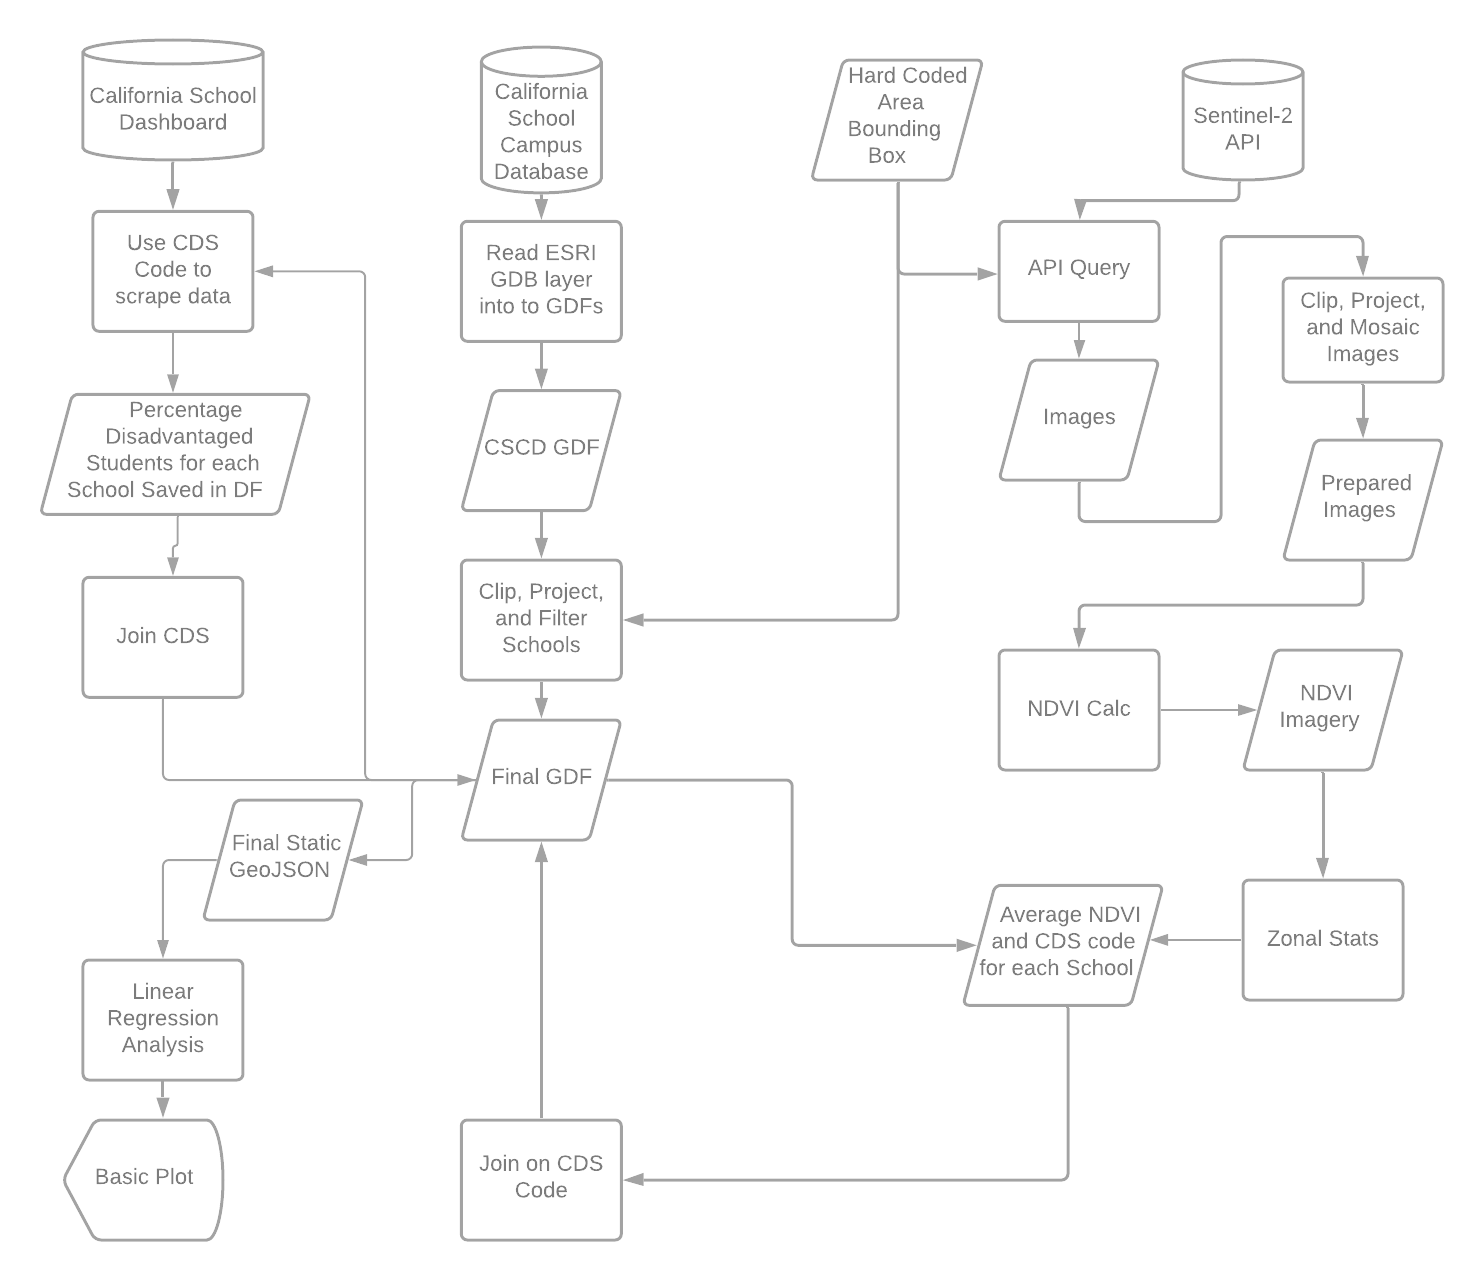 California School
Dashboard
California
School
Campus
Database
Hard Coded
Area
Bounding
Box
Sentinel-2
API
Use CDS
Code to
scrape data
Read ESRI
GDB layer
into to GDFs
API Query
Clip, Project,
and Mosaic
Images
Percentage
Disadvantaged
Students for each
School Saved in DF
CSCD GDF
Images
Prepared
Images
Join CDS
Clip, Project,
and Filter
Schools
NDVI Calc
NDVI
Imagery
Final GDF
Final Static
GeoJSON
Average NDVI
and CDS code
for each School
Zonal Stats
Linear
Regression
Analysis
Basic Plot
Join on CDS
Code